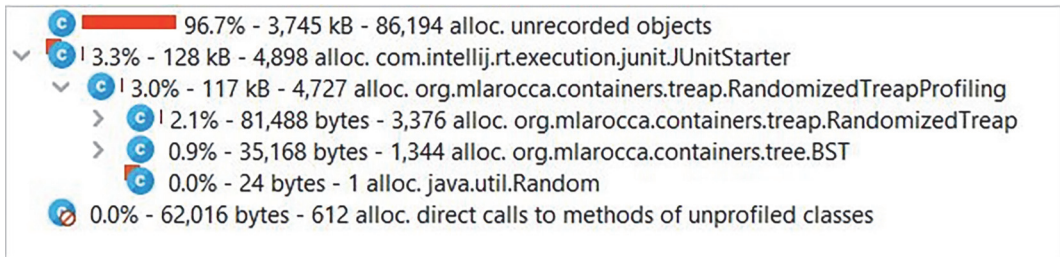 96.7% - 3,745 kB - 86,194 alloc. unrecorded objects
3.3% - 128 kB - 4,898 alloc. com.intellij.rt.execution.junit.JUnitStarter
3.0% - 117 kB - 4,727 alloc. org.mlarocca.containers.treap.RandomizedTreapProfiling
2.1% - 81,488 bytes - 3,376 alloc. org.mlarocca.containers.treap.RandomizedTreap
0.9% - 35,168 bytes - 1,344 alloc. org.mlarocca.containers.tree.BST
0.0% - 24 bytes - 1 alloc. java.util.Random
0.0% - 62,016 bytes - 612 alloc. direct calls to methods of unprofiled classes